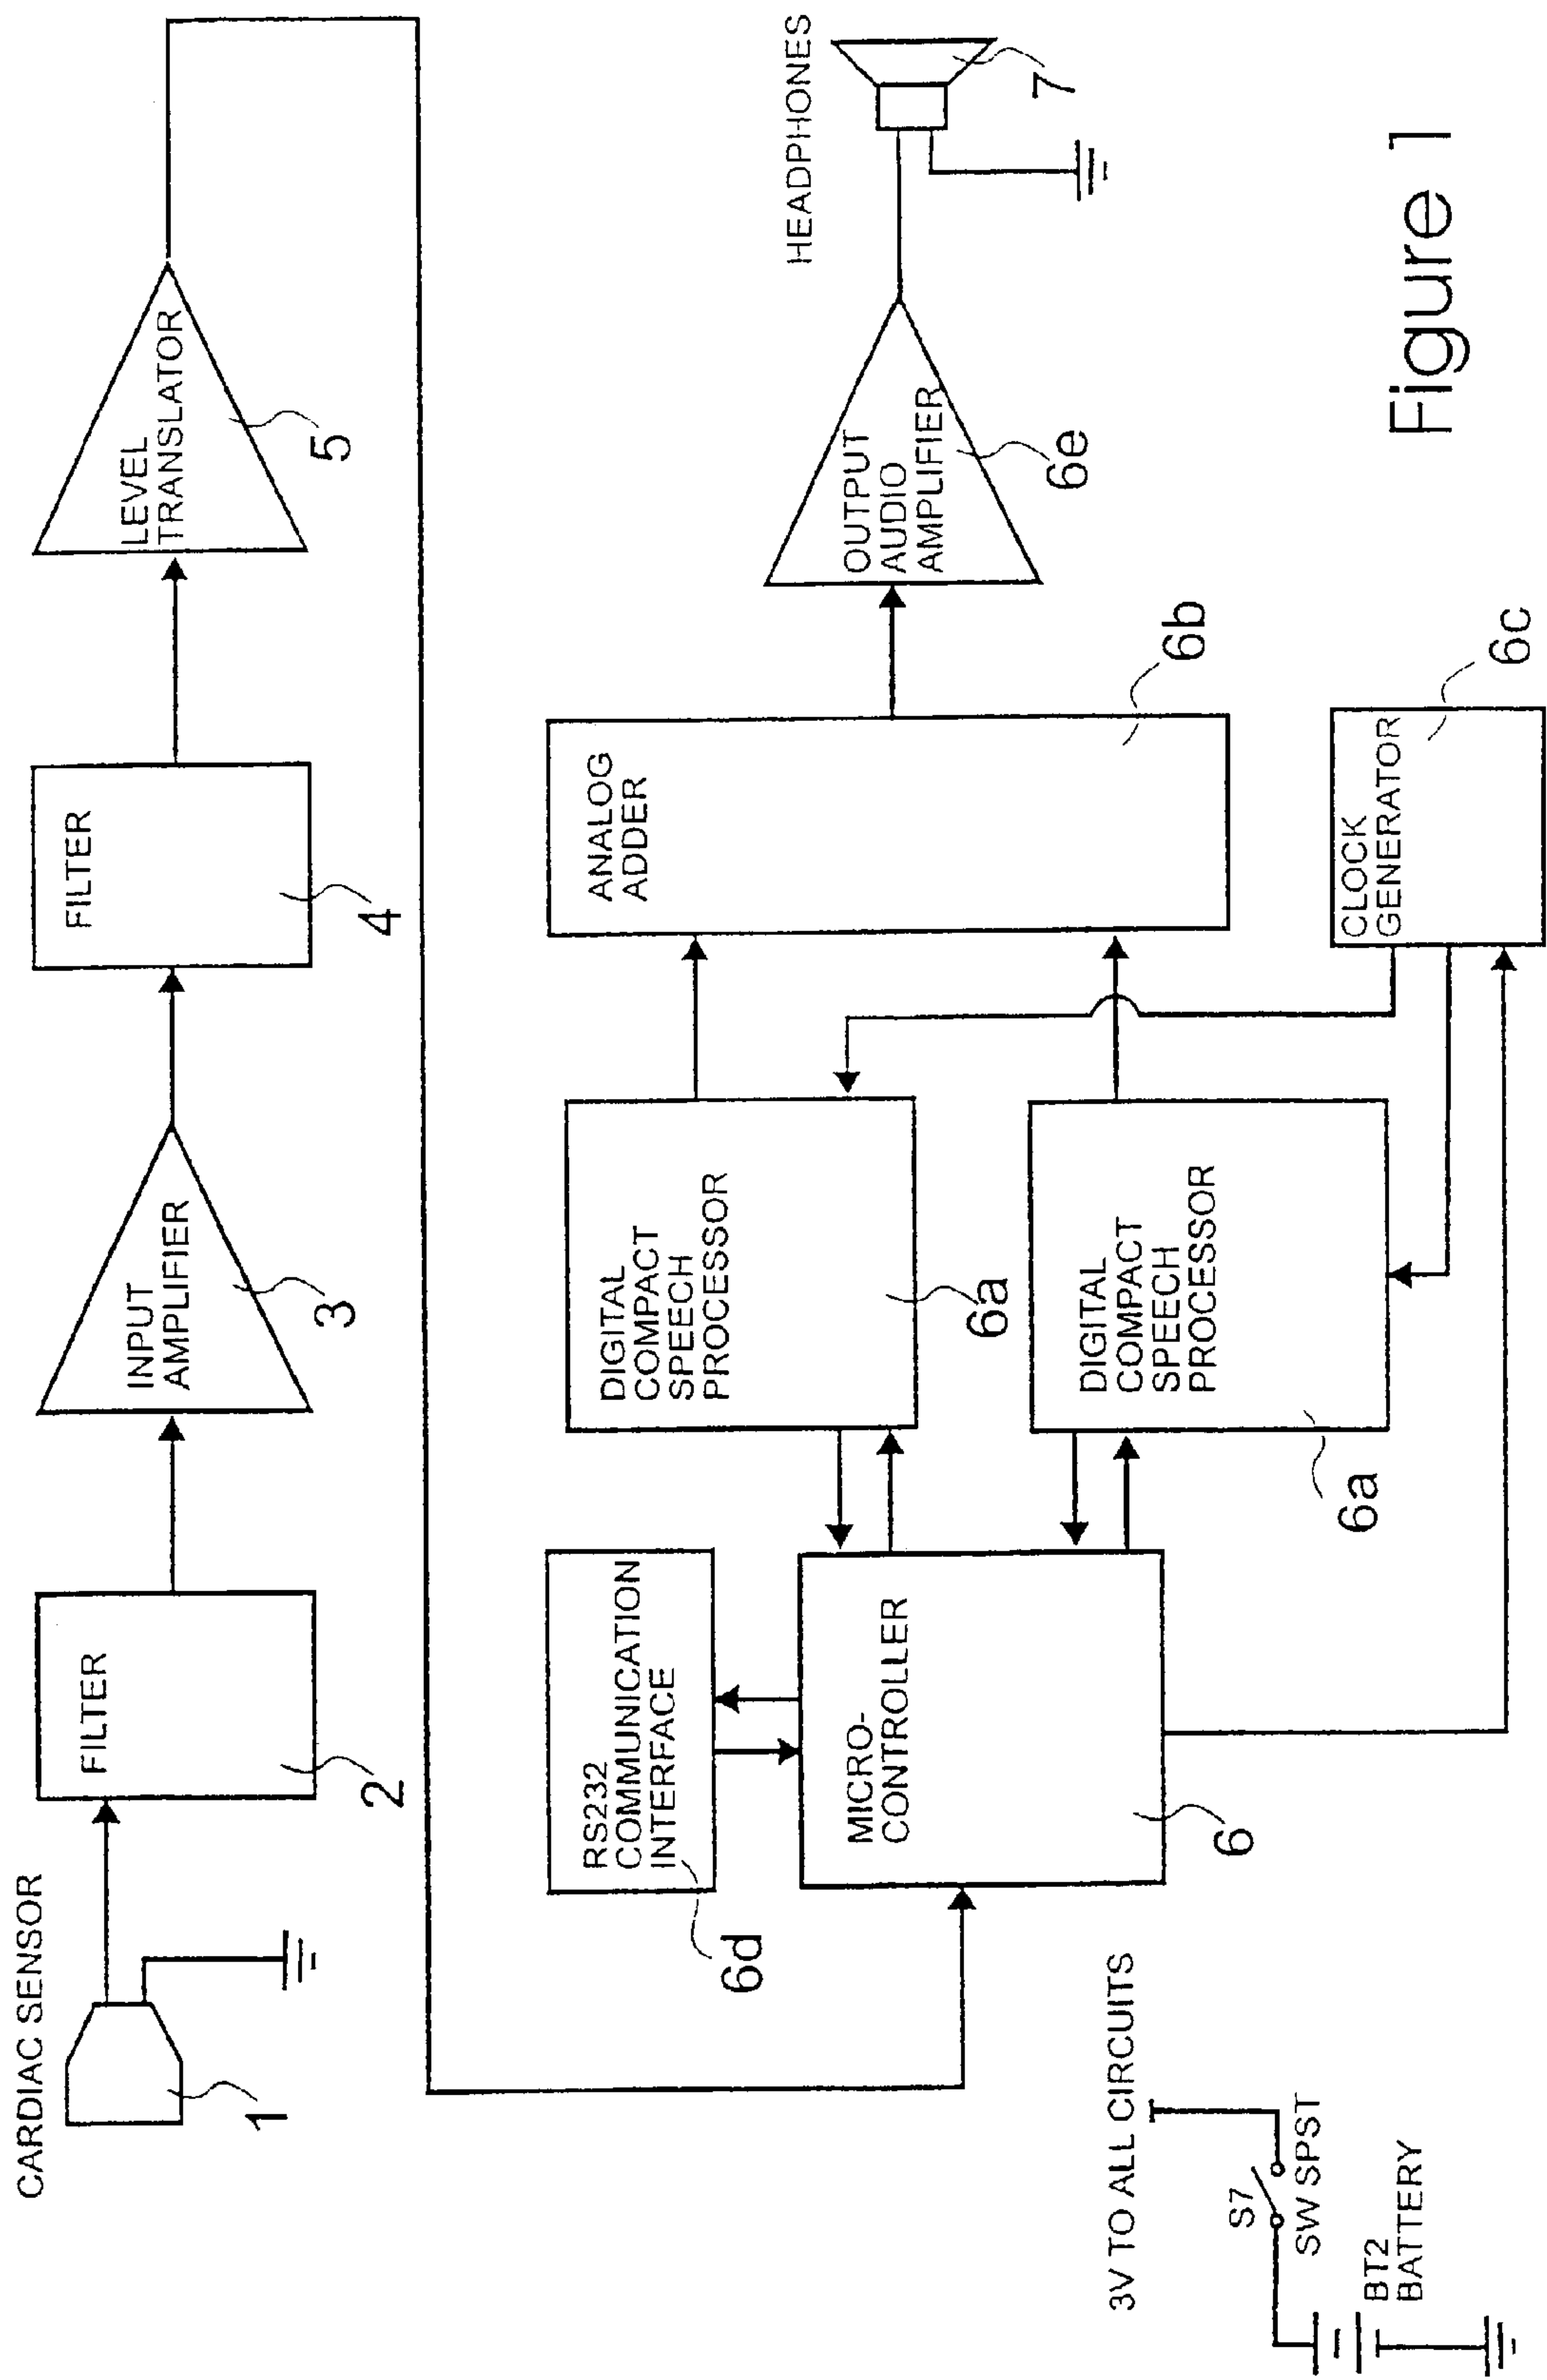 CARDIAC SENSOR
1
FILTER
2
INPUT
AMPLIFIER
3
FILTER
4
LEVEL
TRANSLATOR
5
RS232
COMMUNICATION
INTERFACE
6d
MICRO-
CONTROLLER
6
DIGITAL
COMPACT
SPEECH
PROCESSOR
6a
DIGITAL
COMPACT
SPEECH
PROCESSOR
6a
ANALOG
ADDER
6b
CLOCK
GENERATOR
6c
OUTPUT
AUDIO
AMPLIFIER
6e
HEADPHONES
7
3V TO ALL CIRCUITS
S7
SW SPST
BT2
BATTERY
Figure 1